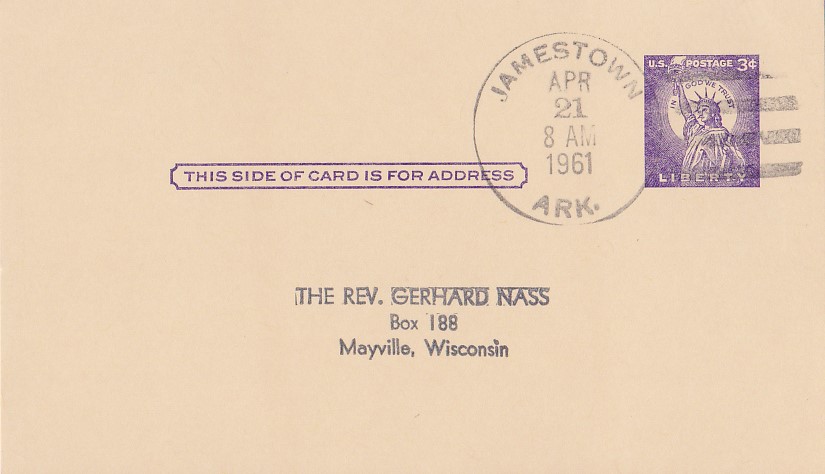 JAMESTOWN
APR
21
8 AM
1961
ARK.
U.S. POSTAGE 3¢
IN GOD WE TRUST
LIBERTY
THIS SIDE OF CARD IS FOR ADDRESS
THE REV. GERHARD NASS
Box 188
Mayville, Wisconsin